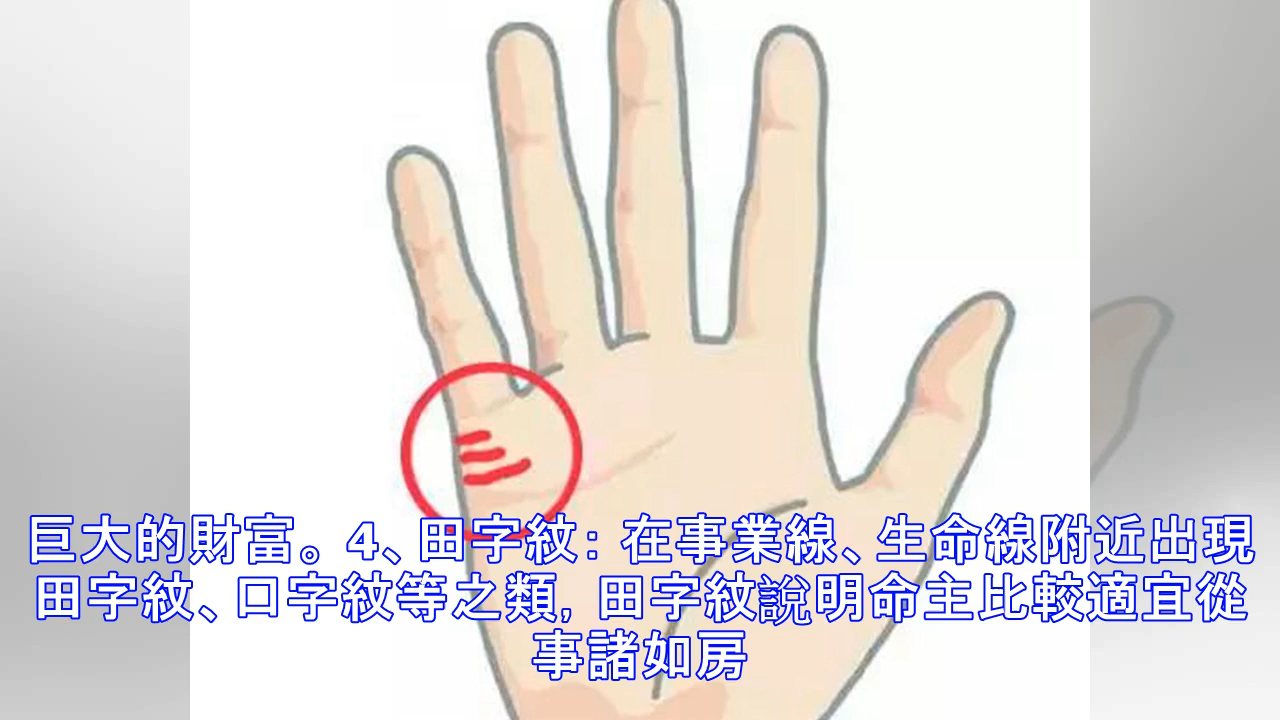 巨大的財富。4、田字紋：在事業線、生命線附近出現
田字紋、口字紋等之類，田字紋說明命主比較適宜從
事諸如房